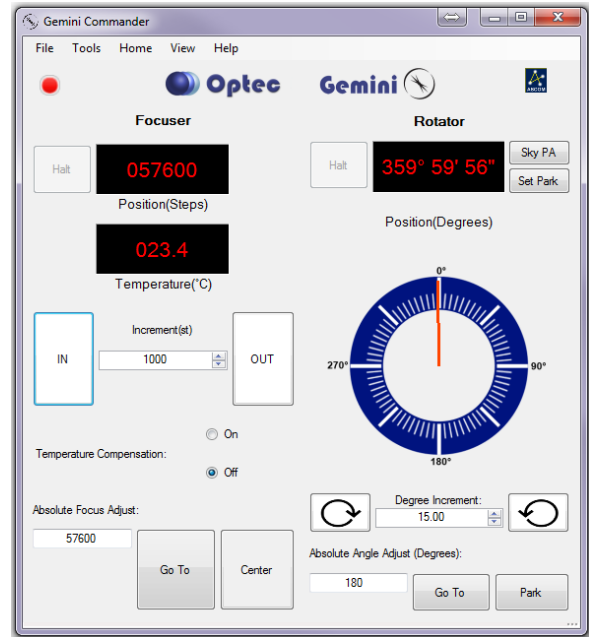 Gemini Commander
File Tools Home View Help
Optec Gemini
ASCOM
Focuser
Rotator
Halt
057600
Position(Steps)
Halt
359° 59' 56"
Sky PA
Set Park
Position(Degrees)
023.4
Temperature(°C)
0°
270°
90°
180°
IN
Increment(st)
1000
OUT
Temperature Compensation:
On
Off
Degree Increment:
15.00
Absolute Focus Adjust:
57600
Go To
Center
Absolute Angle Adjust (Degrees):
180
Go To
Park